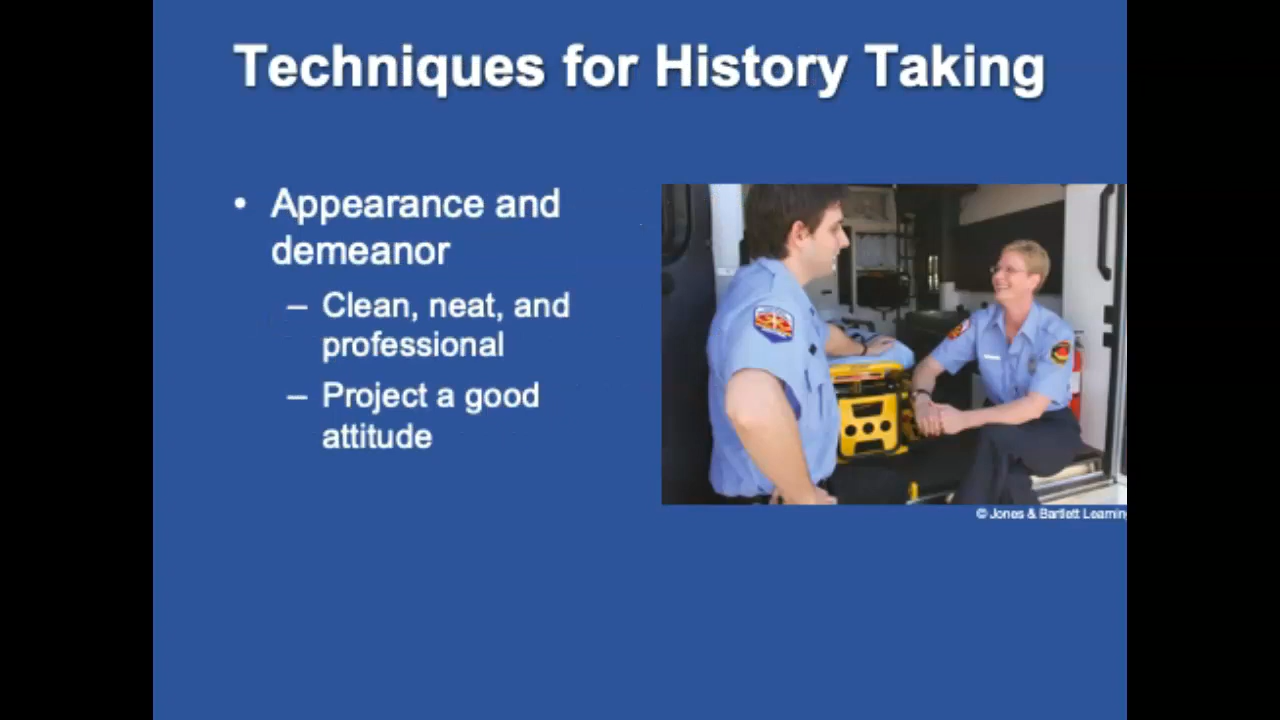 Techniques for History Taking
• Appearance and
demeanor
– Clean, neat, and
professional
– Project a good
attitude
© Jones & Bartlett Learning